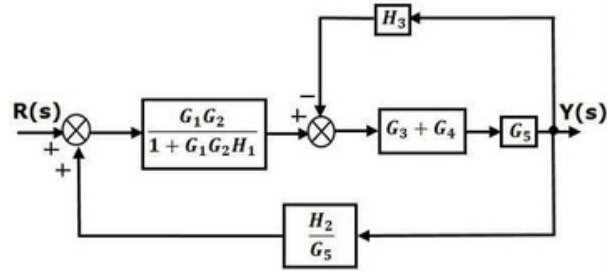 H₃
−
R(s)
G₁G₂
1 + G₁G₂H₁
+
G₃ + G₄
G₅
Y(s)
+
+
H₂
G₅